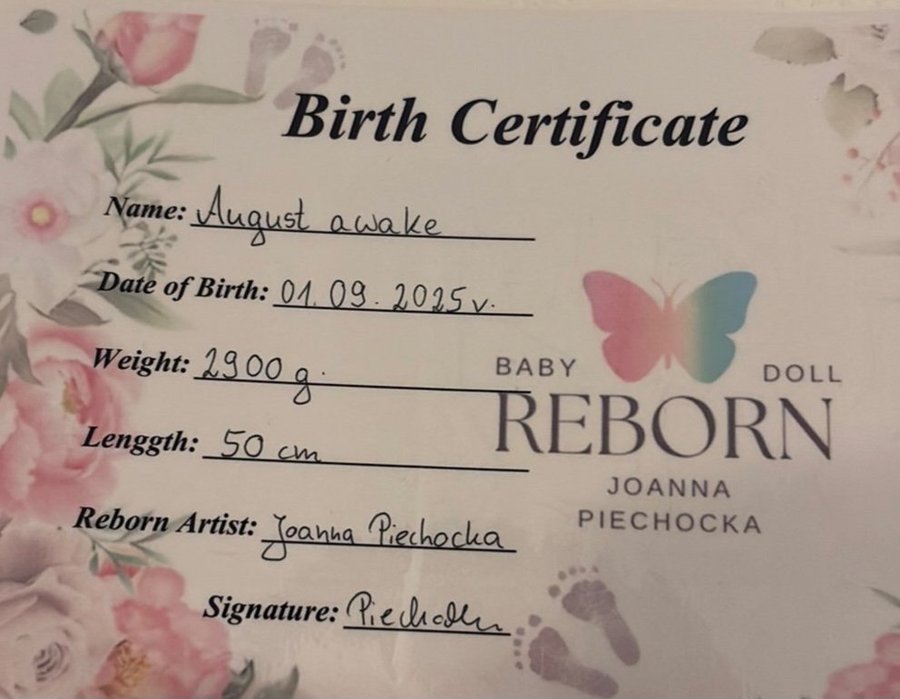 Birth Certificate
Name: August awake
Date of Birth: 01.09.2025 r.
Weight: 2900 g.
Lenggth: 50 cm
Reborn Artist: Joanna Piechocka
Signature:
BABY DOLL
REBORN
JOANNA
PIECHOCKA